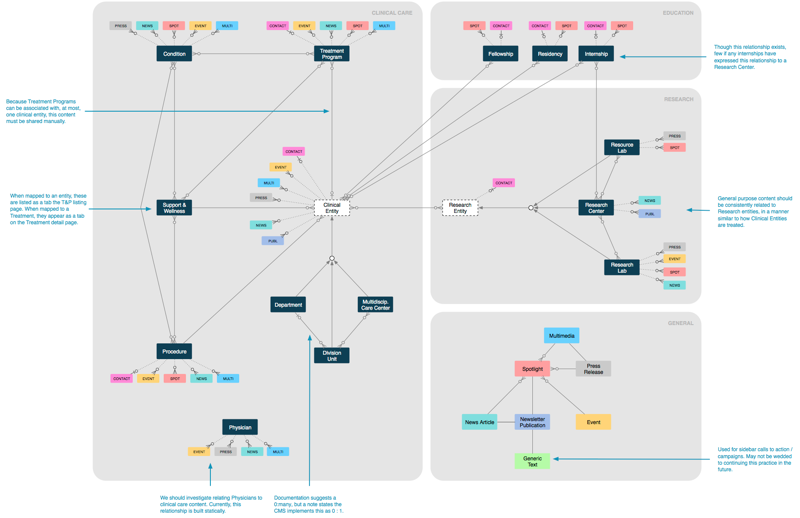 CLINICAL CARE
EDUCATION
PRESS
NEWS
SPOT
EVENT
MULTI
CONTACT
EVENT
NEWS
SPOT
MULTI
SPOT
CONTACT
CONTACT
SPOT
CONTACT
SPOT
Condition
Treatment
Program
Fellowship
Residency
Internship
Though this relationship exists,
few if any internships have
expressed this relationship to a
Research Center.
Because Treatment Programs
can be associated with, at most,
one clinical entity, this content
must be shared manually.
RESEARCH
Resource
Lab
PRESS
SPOT
CONTACT
EVENT
MULTI
PRESS
NEWS
PUBL
When mapped to an entity, these
are listed as a lab the T&P listing
page. When mapped to a
Treatment, they appear as a tab
on the Treatment detail page.
Support &
Wellness
Clinical
Entity
CONTACT
Research
Entity
Research
Center
NEWS
PUBL
General purpose content should
be consistently related to
Research entities, in a manner
similar to how Clinical Entities
are treated.
Research
Lab
PRESS
EVENT
SPOT
NEWS
Department
Multidiscip.
Care Center
Division
Unit
Procedure
CONTACT
EVENT
SPOT
NEWS
MULTI
GENERAL
Multimedia
Spotlight
Press
Release
News Article
Newsletter
Publication
Event
Generic
Text
Used for sidebar calls to action /
campaigns. May not be wedded
to continuing this practice in the
future.
Physician
EVENT
PRESS
NEWS
MULTI
We should investigate relating Physicians to
clinical care content. Currently, this
relationship is built statically.
Documentation suggests a
0:many, but a note states the
CMS implements this as 0 : 1.